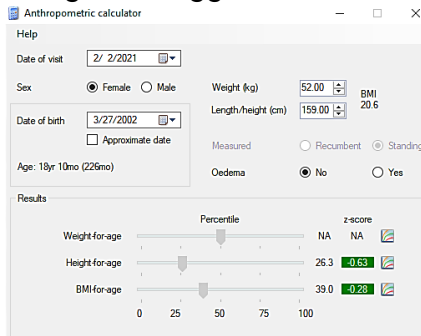 Anthropometric calculator
Help
Date of visit 2/ 2/2021
Sex Female Male
Weight (kg) 52.00 BMI
20.6
Length/height (cm) 159.00
Date of birth 3/27/2002
Approximate date
Measured Recumbent Standing
Age: 18yr 10mo (226mo)
Oedema No Yes
Results
Percentile z-score
Weight-for-age NA NA
Height-for-age 26.3 -0.63
BMI-for-age 39.0 -0.28
0 25 50 75 100